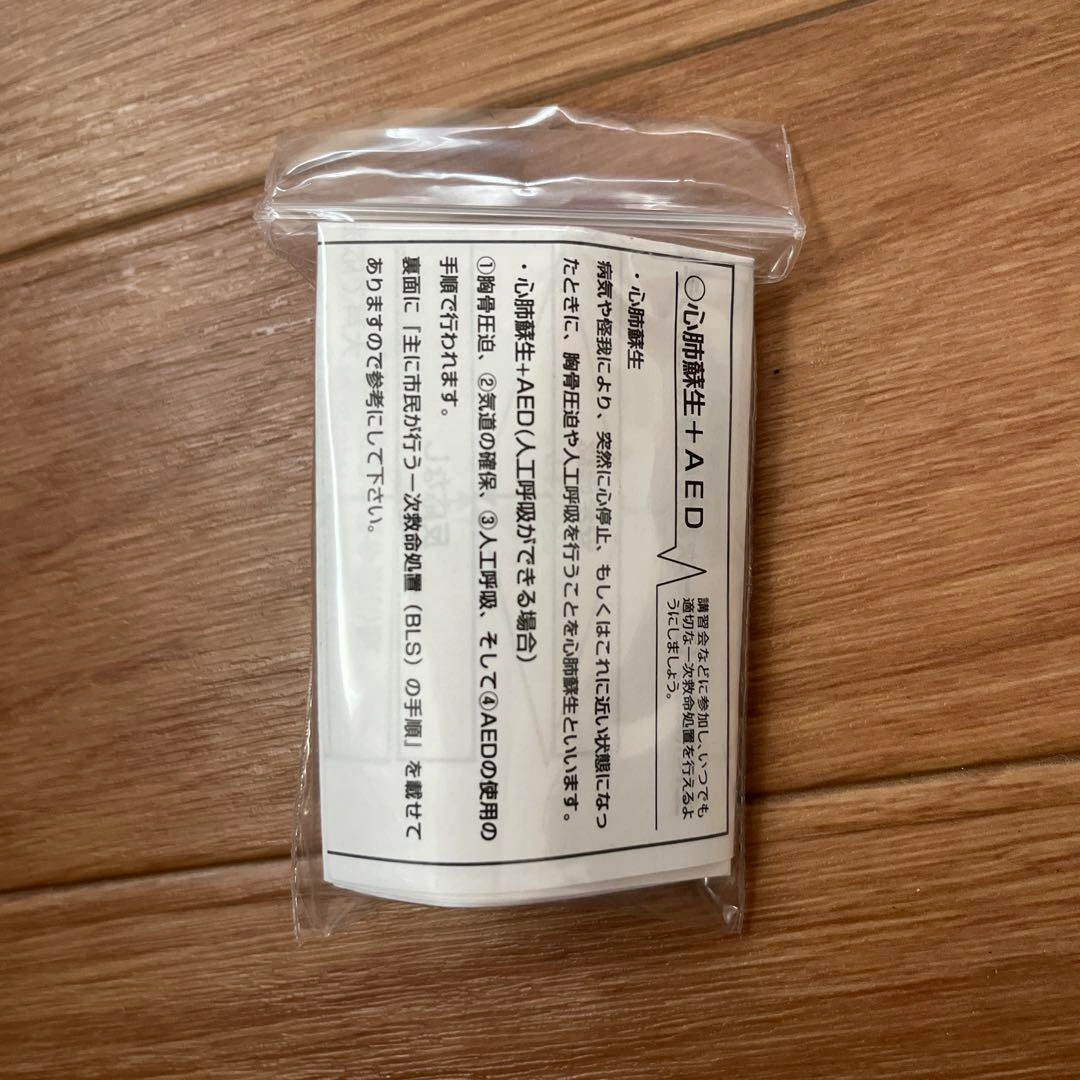 ○心肺蘇生＋ＡＥＤ
講習会などに参加し、いつでも
適切な一次救命処置を行えるよ
うにしましょう。
・心肺蘇生
病気や怪我により、突然に心停止、もしくはこれに近い状態になっ
たときに、胸骨圧迫や人工呼吸を行うことを心肺蘇生といいます。
・心肺蘇生+AED(人工呼吸ができる場合)
①胸骨圧迫、②気道の確保、③人工呼吸、そして④AEDの使用の
手順で行われます。
裏面に「主に市民が行う一次救命処置（BLS）の手順」を載せて
ありますので参考にして下さい。